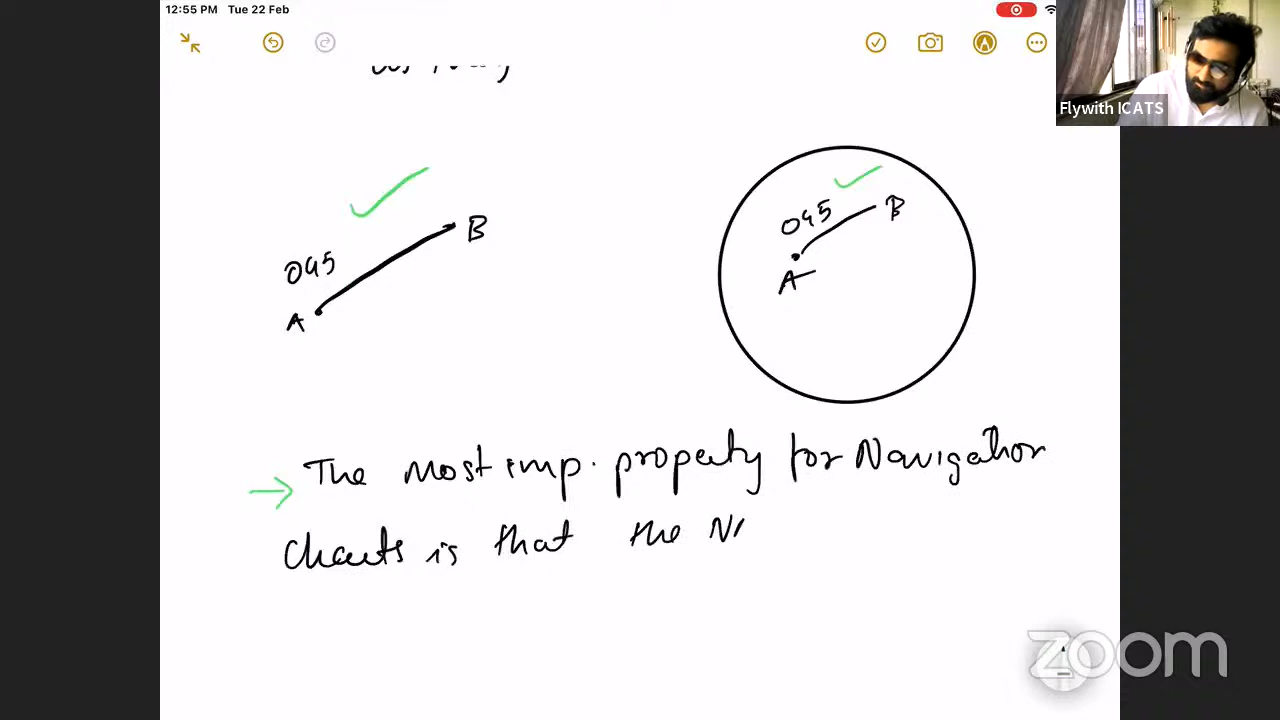 12:55 PM Tue 22 Feb
Flywith ICATS
045
B
A
045
B
A
The most imp. property for Navigation
Charts is that the
zoom